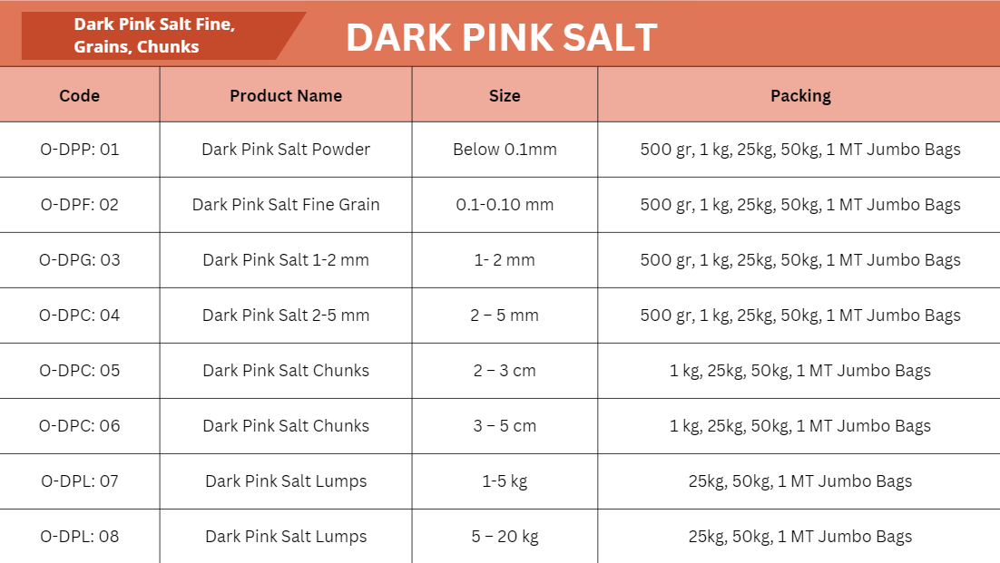 Dark Pink Salt Fine,
Grains, Chunks
DARK PINK SALT
Code Product Name Size Packing
O-DPP: 01 Dark Pink Salt Powder Below 0.1mm 500 gr, 1 kg, 25kg, 50kg, 1 MT Jumbo Bags
O-DPF: 02 Dark Pink Salt Fine Grain 0.1-0.10 mm 500 gr, 1 kg, 25kg, 50kg, 1 MT Jumbo Bags
O-DPG: 03 Dark Pink Salt 1-2 mm 1- 2 mm 500 gr, 1 kg, 25kg, 50kg, 1 MT Jumbo Bags
O-DPC: 04 Dark Pink Salt 2-5 mm 2 – 5 mm 500 gr, 1 kg, 25kg, 50kg, 1 MT Jumbo Bags
O-DPC: 05 Dark Pink Salt Chunks 2 – 3 cm 1 kg, 25kg, 50kg, 1 MT Jumbo Bags
O-DPC: 06 Dark Pink Salt Chunks 3 – 5 cm 1 kg, 25kg, 50kg, 1 MT Jumbo Bags
O-DPL: 07 Dark Pink Salt Lumps 1-5 kg 25kg, 50kg, 1 MT Jumbo Bags
O-DPL: 08 Dark Pink Salt Lumps 5 – 20 kg 25kg, 50kg, 1 MT Jumbo Bags